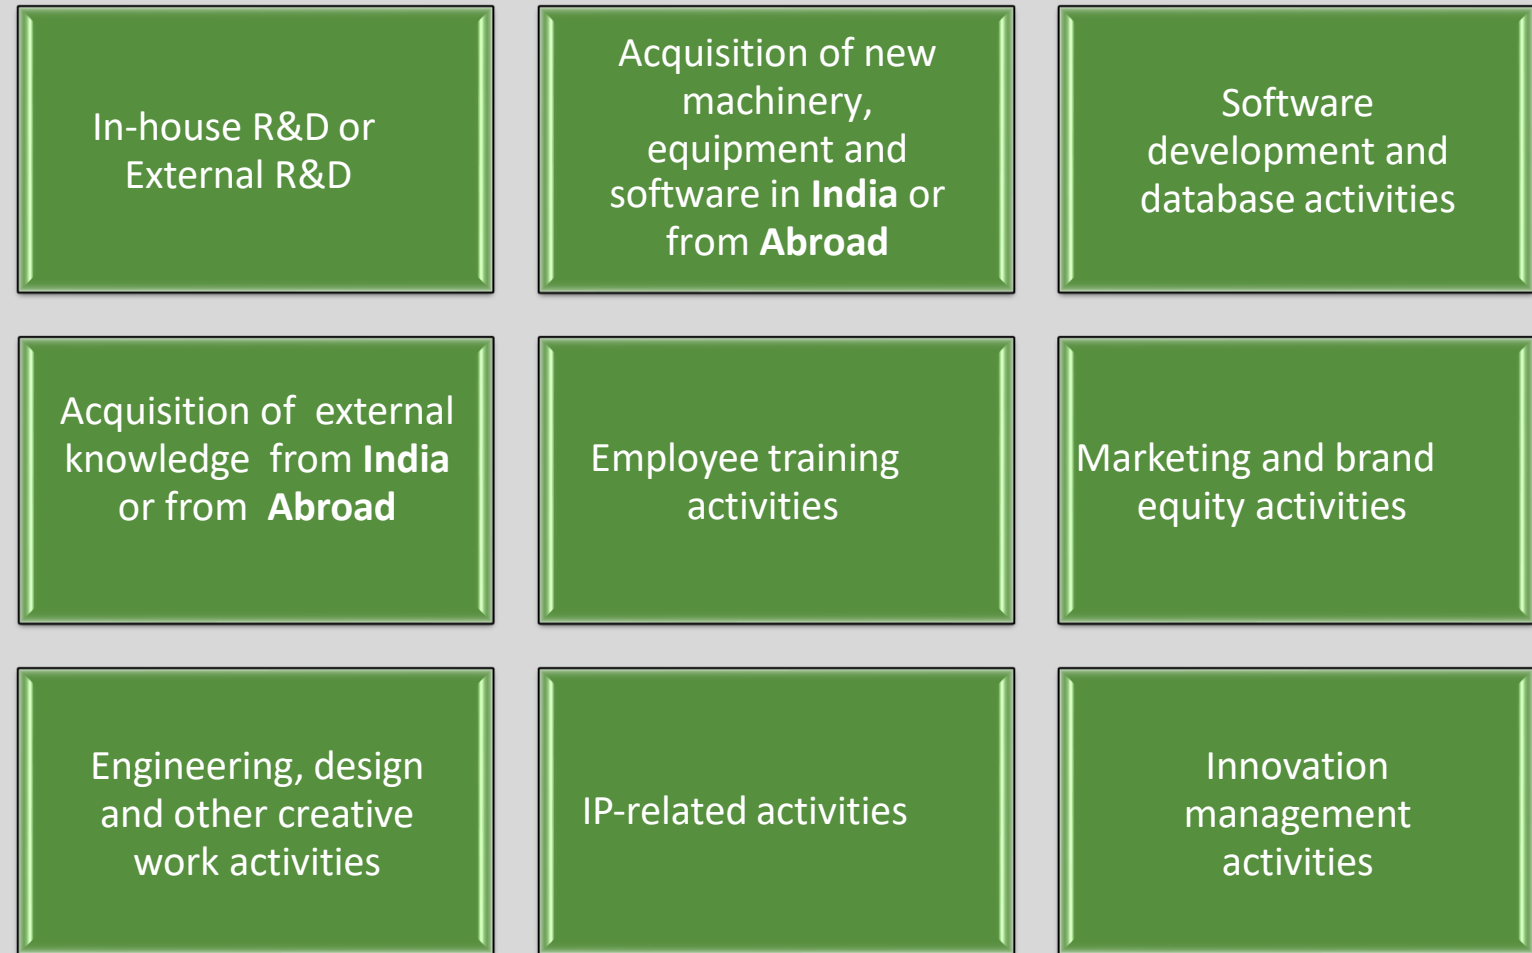 In-house R&D or
External R&D
Acquisition of new
machinery,
equipment and
software in India or
from Abroad
Software
development and
database activities
Acquisition of external
knowledge from India
or from Abroad
Employee training
activities
Marketing and brand
equity activities
Engineering, design
and other creative
work activities
IP-related activities
Innovation
management
activities